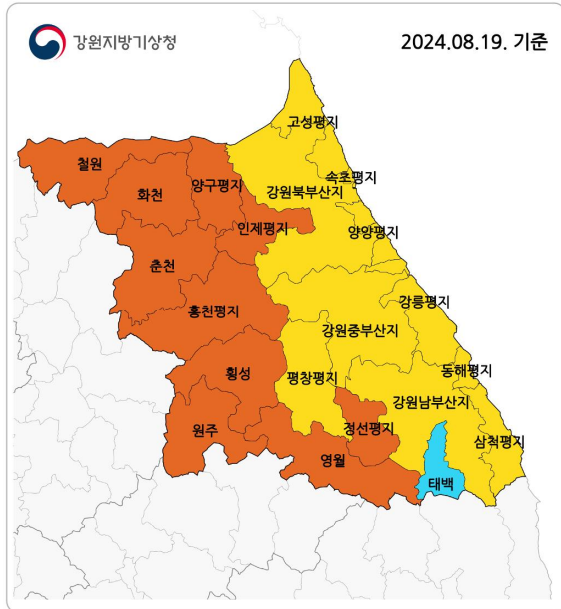 강원지방기상청
2024.08.19. 기준
고성평지
철원
속초평지
양구평지
강원북부산지
화천
인제평지
양양평지
춘천
강릉평지
홍천평지
강원중부산지
동해평지
횡성
평창평지
강원남부산지
정선평지
원주
삼척평지
영월
태백